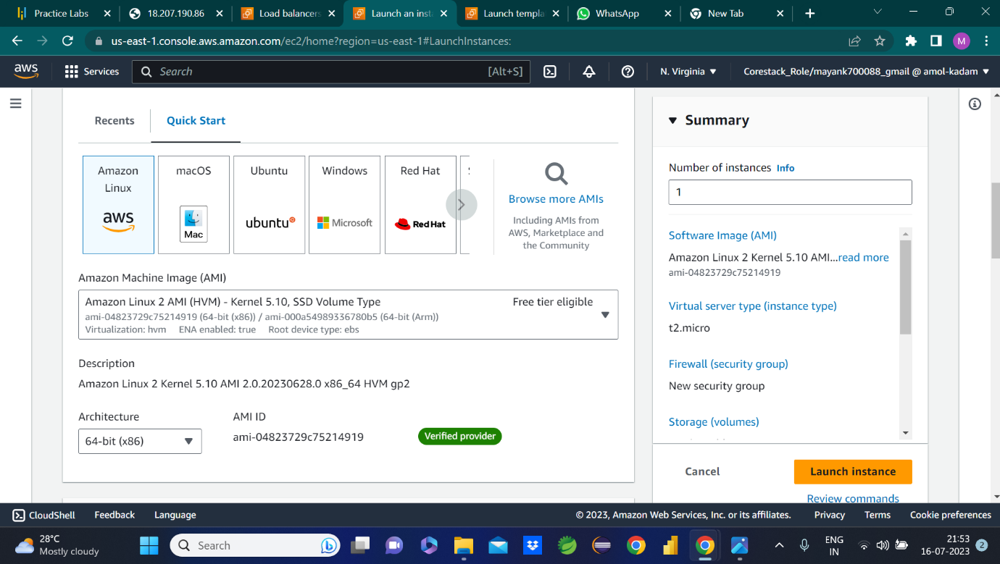 Practice Labs
18.207.190.86
Load balancers
Launch an inst
Launch templa
WhatsApp
New Tab
us-east-1.console.aws.amazon.com/ec2/home?region=us-east-1#LaunchInstances:
M
aws
Services
Search
[Alt+S]
N. Virginia
Corestack_Role/mayank700088_gmail @ amol-kadam
Recents
Quick Start
Amazon
Linux
aws
macOS
Mac
Ubuntu
ubuntu
Windows
Microsoft
Red Hat
Red Hat
Browse more AMIs
Including AMIs from
AWS, Marketplace and
the Community
Amazon Machine Image (AMI)
Amazon Linux 2 AMI (HVM) - Kernel 5.10, SSD Volume Type
Free tier eligible
ami-04823729c75214919 (64-bit (x86)) / ami-000a54989336780b5 (64-bit (Arm))
Virtualization: hvm ENA enabled: true Root device type: ebs
Description
Amazon Linux 2 Kernel 5.10 AMI 2.0.20230628.0 x86_64 HVM gp2
Architecture
AMI ID
64-bit (x86)
ami-04823729c75214919
Verified provider
Summary
Number of instances Info
1
Software Image (AMI)
Amazon Linux 2 Kernel 5.10 AMI...read more
ami-04823729c75214919
Virtual server type (instance type)
t2.micro
Firewall (security group)
New security group
Storage (volumes)
Cancel
Launch instance
Review commands
CloudShell
Feedback
Language
© 2023, Amazon Web Services, Inc. or its affiliates.
Privacy
Terms
Cookie preferences
28°C
Mostly cloudy
Search
ENG
IN
21:53
16-07-2023
2